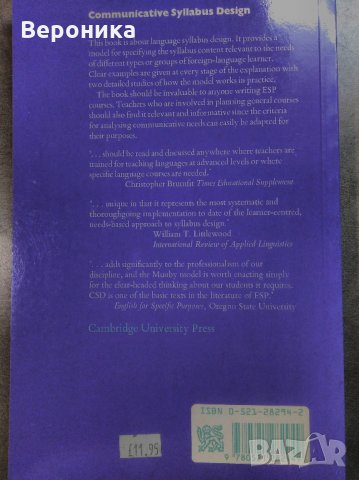 Вероника
Communicative Syllabus Design
This book is about language syllabus design. It provides a
model for specifying the syllabus content relevant to the needs
of different types or groups of foreign-language learner.
Clear examples are given at every stage of the explanation with
two detailed studies of how the model works in practice.
The book should be invaluable to anyone writing ESP
courses. Teachers who are involved in planning general courses
should also find it relevant and informative since the criteria
for analysing communicative needs can easily be adapted for
their purposes.
'. . . should be read and discussed anywhere where teachers are
trained for teaching languages at advanced levels or where
specific language courses are needed.'
Christopher Brumfit Times Educational Supplement
'. . . unique in that it represents the most systematic and
thoroughgoing implementation to date of the learner-centred,
needs-based approach to syllabus design.'
William T. Littlewood
International Review of Applied Linguistics
'. . . adds significantly to the professionalism of our
discipline, and the Munby model is worth enacting simply
for the clear-headed thinking about our students it requires.
CSD is one of the basic texts in the literature of ESP.'
English for Specific Purposes, Oregon State University
Cambridge University Press
ISBN 0-521-28294-2
£11.95
BAZAR